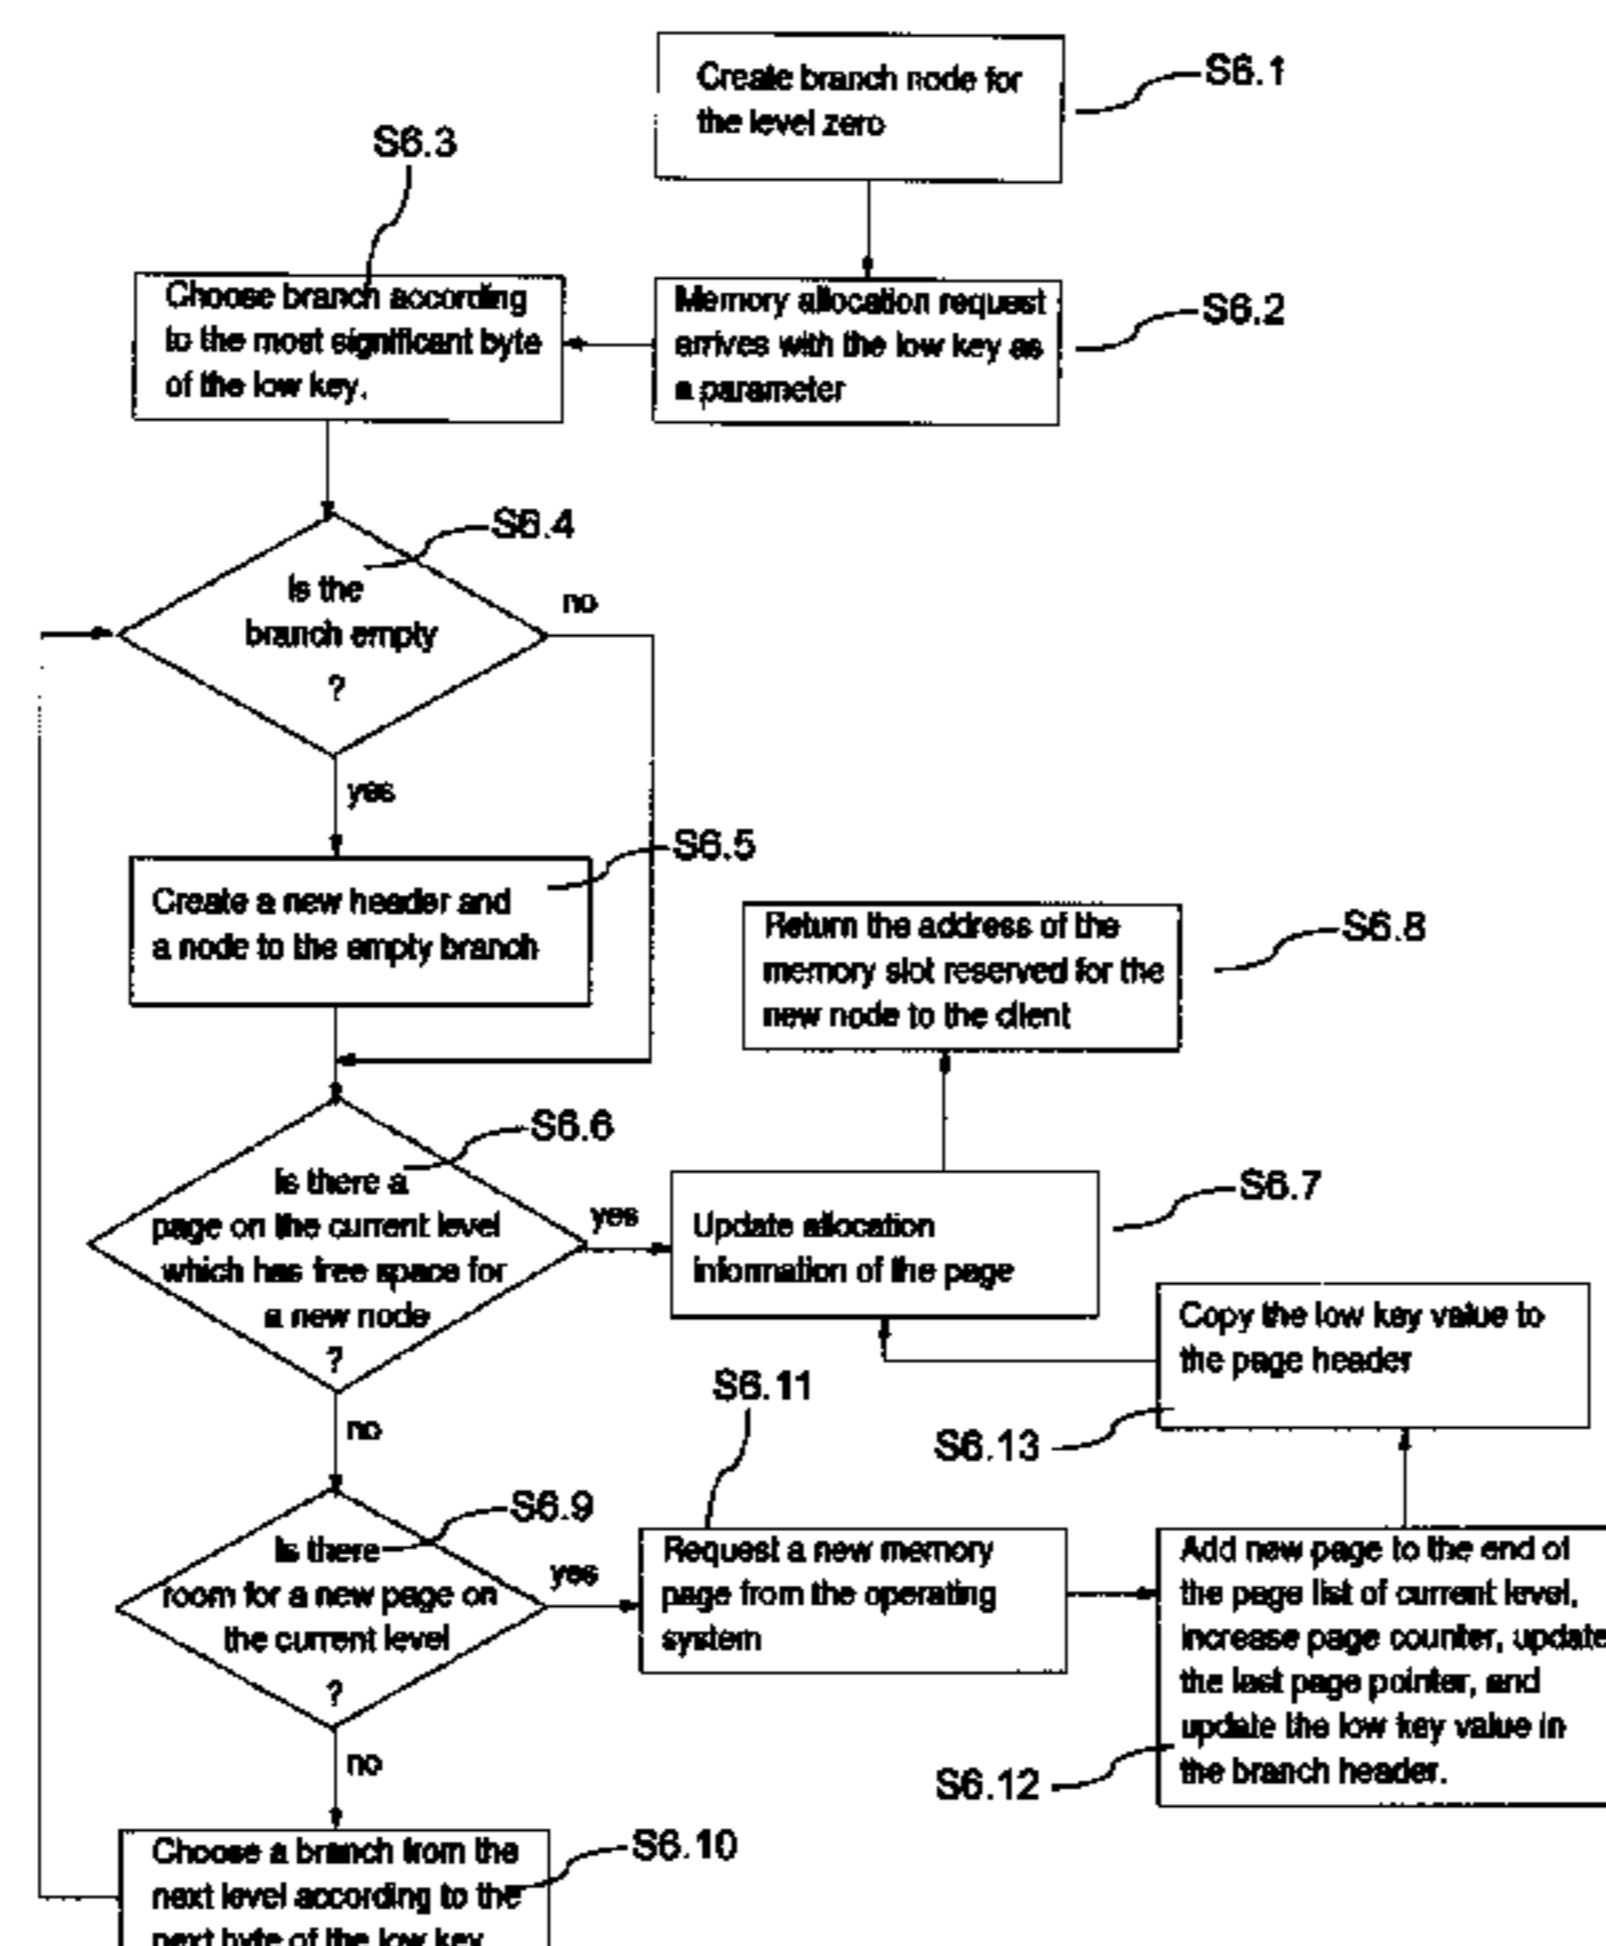 Create branch node for
the level zero
S6.1
S6.3
Choose branch according
to the most significant byte
of the low key.
Memory allocation request
arrives with the low key as
a parameter
S6.2
S6.4
Is the
branch empty
?
no
yes
S6.5
Create a new header and
a node to the empty branch
Return the address of the
memory slot reserved for the
new node to the client
S6.8
S6.6
Is there a
page on the current level
which has free space for
a new node
?
yes
Update allocation
information of the page
S6.7
Copy the low key value to
the page header
S6.13
no
S6.11
S6.9
Is there
room for a new page on
the current level
?
yes
Request a new memory
page from the operating
system
Add new page to the end of
the page list of current level,
increase page counter, update
the last page pointer, and
update the low key value in
the branch header.
S6.12
no
S6.10
Choose a branch from the
next level according to the
next byte of the low key